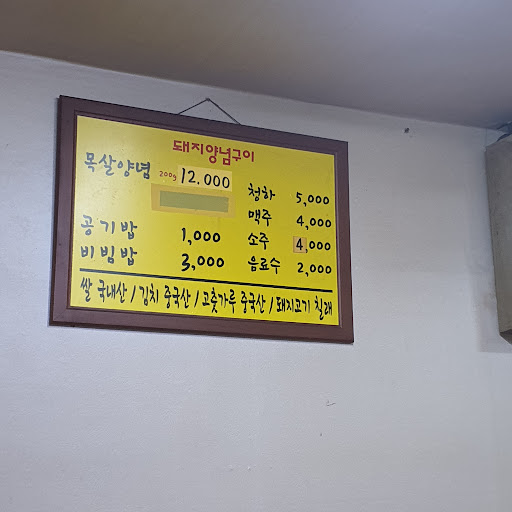 돼지양념구이
목살양념 200g 12.000
공기밥 1,000
비빔밥 3,000
청하 5,000
맥주 4,000
소주 4,000
음료수 2,000
쌀 국내산 / 김치 중국산 / 고춧가루 중국산 / 돼지고기 칠레